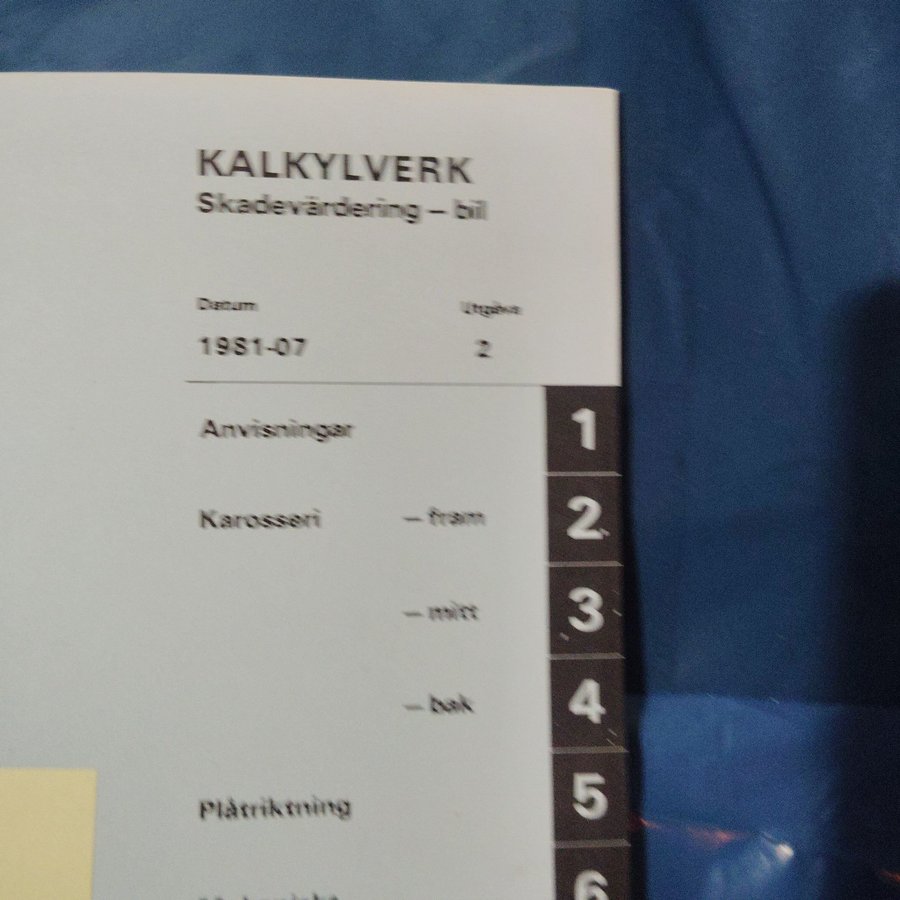 KALKYLVERK
Skadevärdering – bil
Datum Utgåva
1981-07 2
Anvisningar 1
Karosseri – fram 2
– mitt 3
– bak 4
Plåtriktning 5
6